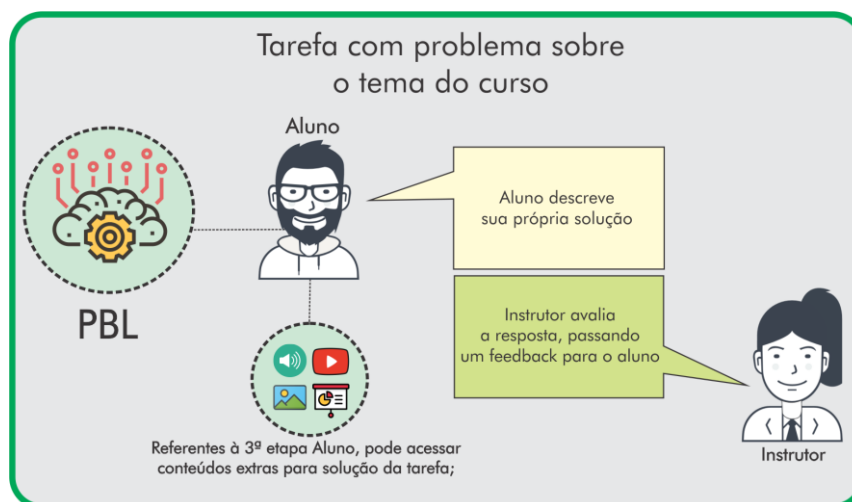 Tarefa com problema sobre
o tema do curso
Aluno
PBL
Aluno descreve
sua própria solução
Instrutor avalia
a resposta, passando
um feedback para o aluno
Referentes à 3ª etapa Aluno, pode acessar
conteúdos extras para solução da tarefa;
Instrutor